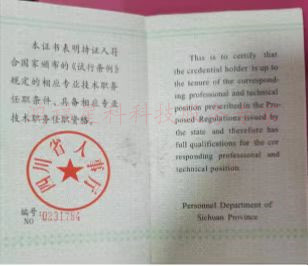 本证书表明持证人符
合国家颁布的《试行条例》
规定的相应专业技术职务
任职条件、具备相应专业
技术职务任职资格。
四川省人事厅
编号:
NO 0231784
This is to certify that
the credential holder is up to
the tenure of the correspond-
ing professional and technical
position prescribed in the Pro-
posed Regulations issued by
the state and therefore has
full qualifications for the cor
responding professional and
technical position.
Personnel Department of
Sichuan Province